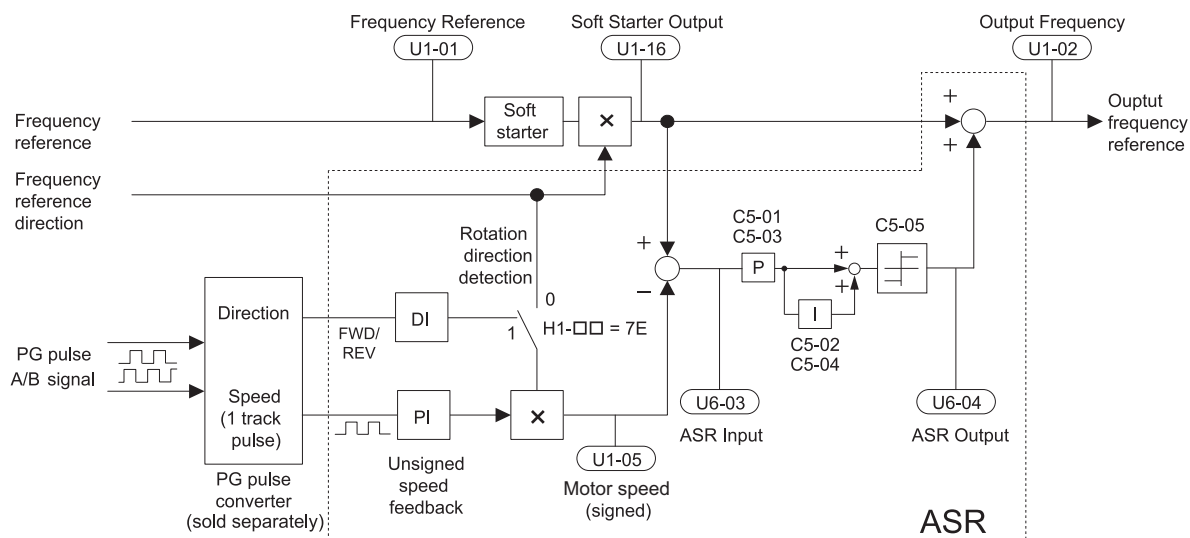 Frequency Reference
U1-01
Soft Starter Output
U1-16
Output Frequency
U1-02
Frequency
reference
Soft
starter
×
+
+
Ouptut
frequency
reference
Frequency
reference
direction
Rotation
direction
detection
+
−
C5-01
C5-03
P
+
+
I
C5-02
C5-04
C5-05
PG pulse
A/B signal
Direction
Speed
(1 track
pulse)
PG pulse
converter
(sold separately)
FWD/
REV
DI
0
1
H1-□□ = 7E
PI
×
Unsigned
speed
feedback
U1-05
Motor speed
(signed)
U6-03
ASR Input
U6-04
ASR Output
ASR